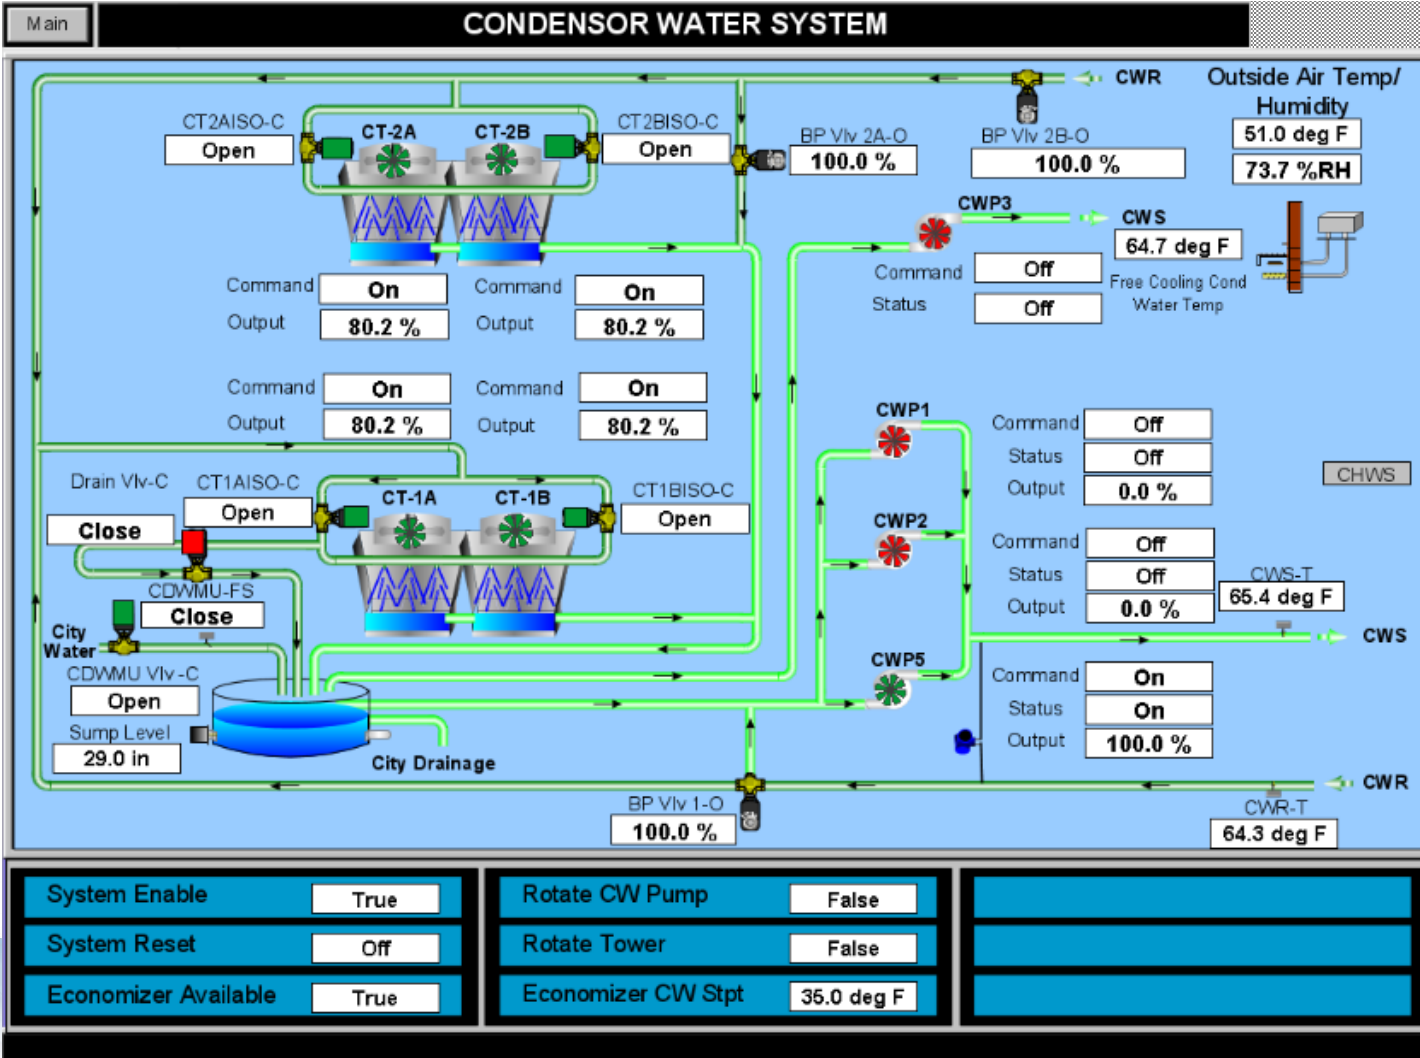 Main
CONDENSOR WATER SYSTEM
CWR
Outside Air Temp/
Humidity
51.0 deg F
73.7 %RH
CT2AISO-C
Open
CT-2A
CT-2B
CT2BISO-C
Open
BP Vlv 2A-O
100.0 %
BP Vlv 2B-O
100.0 %
CWP3
CWS
64.7 deg F
Free Cooling Cond
Water Temp
Command
Off
Status
Off
Command
On
Command
On
Output
80.2 %
Output
80.2 %
Command
On
Command
On
Output
80.2 %
Output
80.2 %
CWP1
Command
Off
Status
Off
Output
0.0 %
CHWS
Drain Vlv-C
Close
CT1AISO-C
Open
CT-1A
CT-1B
CT1BISO-C
Open
CWP2
Command
Off
Status
Off
Output
0.0 %
CWS-T
65.4 deg F
CWS
CDWMU-FS
Close
City
Water
CDWMU Vlv-C
Open
Sump Level
29.0 in
City Drainage
CWP5
Command
On
Status
On
Output
100.0 %
CWR
BP Vlv 1-O
100.0 %
CWR-T
64.3 deg F
System Enable
True
Rotate CW Pump
False
System Reset
Off
Rotate Tower
False
Economizer Available
True
Economizer CW Stpt
35.0 deg F